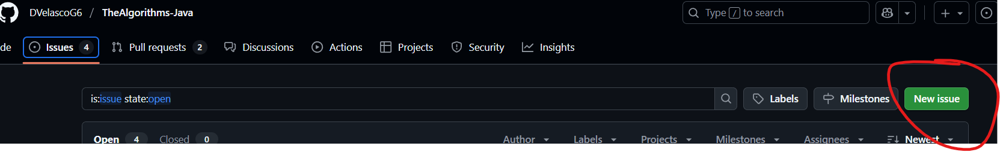 DVelascoG6 / TheAlgorithms-Java Type / to search
de Issues 4 Pull requests 2 Discussions Actions Projects Security Insights
is:issue state:open Labels Milestones New issue
Open 4 Closed 0 Author Labels Projects Milestones Assignees Newest